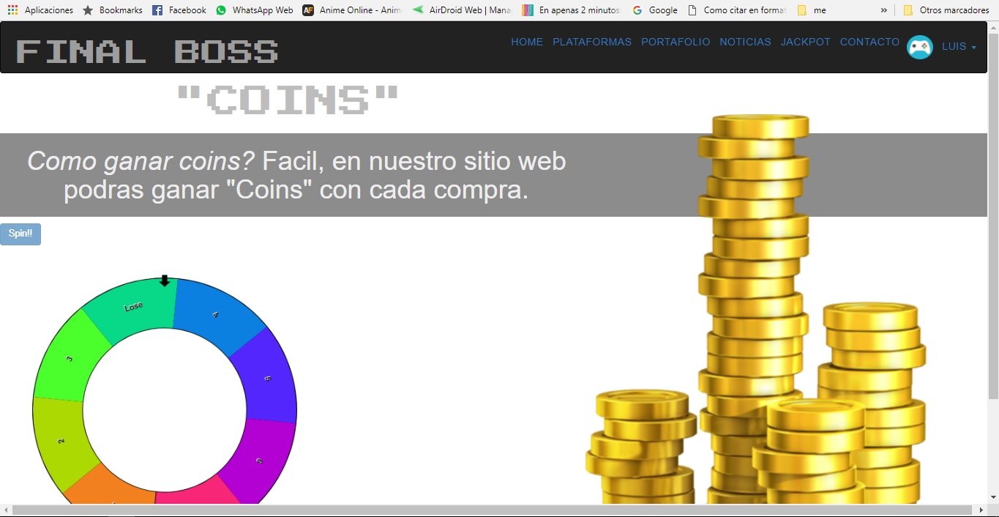 Aplicaciones Bookmarks Facebook WhatsApp Web Anime Online - Anim AirDroid Web | Mana En apenas 2 minutos: Google Como citar en format me » Otros marcadores
FINAL BOSS HOME PLATAFORMAS PORTAFOLIO NOTICIAS JACKPOT CONTACTO LUIS
"COINS"
Como ganar coins? Facil, en nuestro sitio web
podras ganar "Coins" con cada compra.
Spin!!
Lose
4
3
2